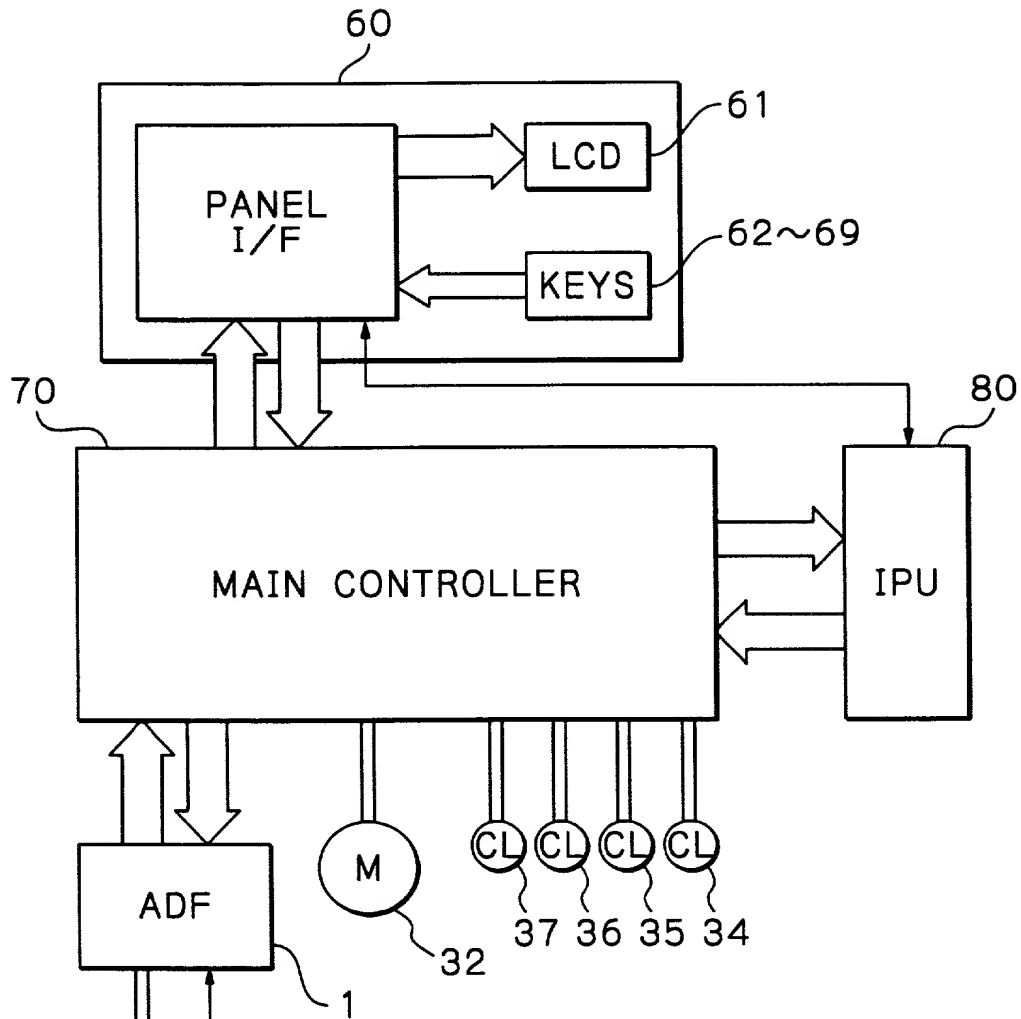 60
61
LCD
PANEL
I/F
62~69
KEYS
70
80
MAIN CONTROLLER
IPU
CL CL CL CL
M
ADF
37 36 35 34
32
1